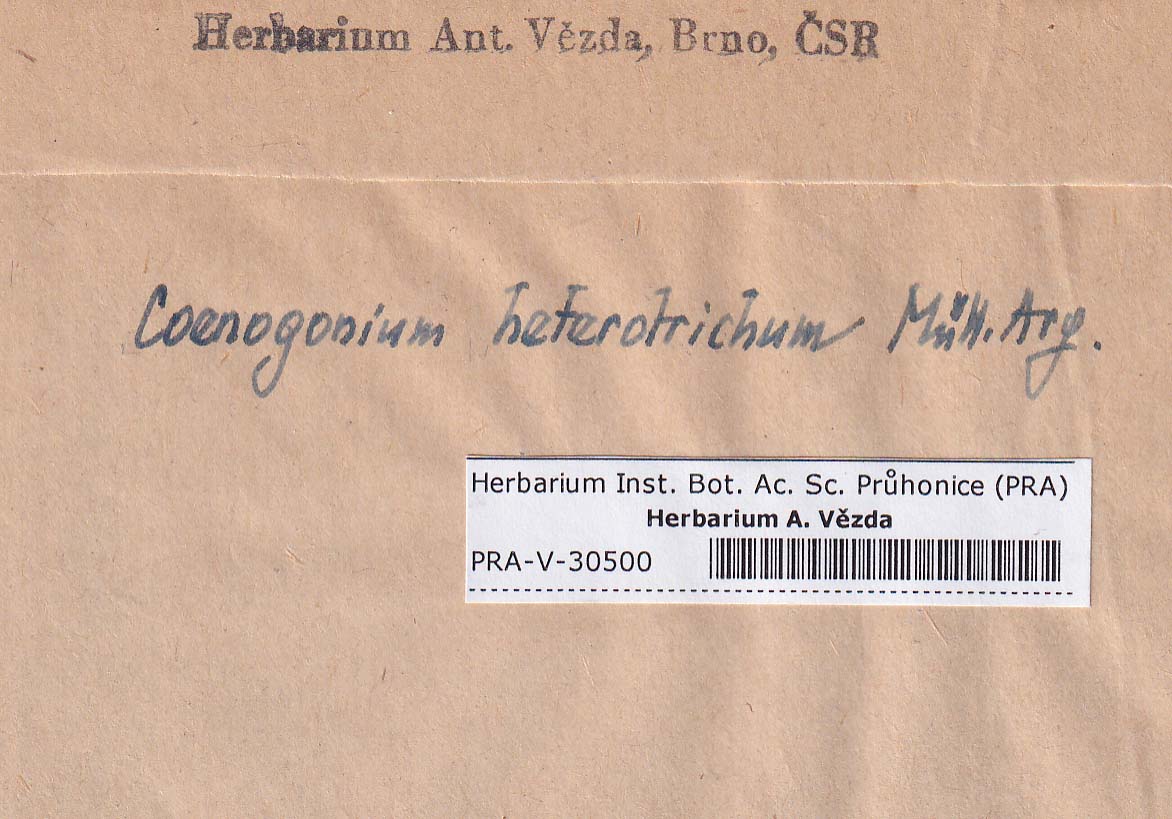 Herbarium Ant. Vězda, Brno, ČSR
Coenogonium heterotrichum Müll. Arg.
Herbarium Inst. Bot. Ac. Sc. Průhonice (PRA)
Herbarium A. Vězda
PRA-V-30500